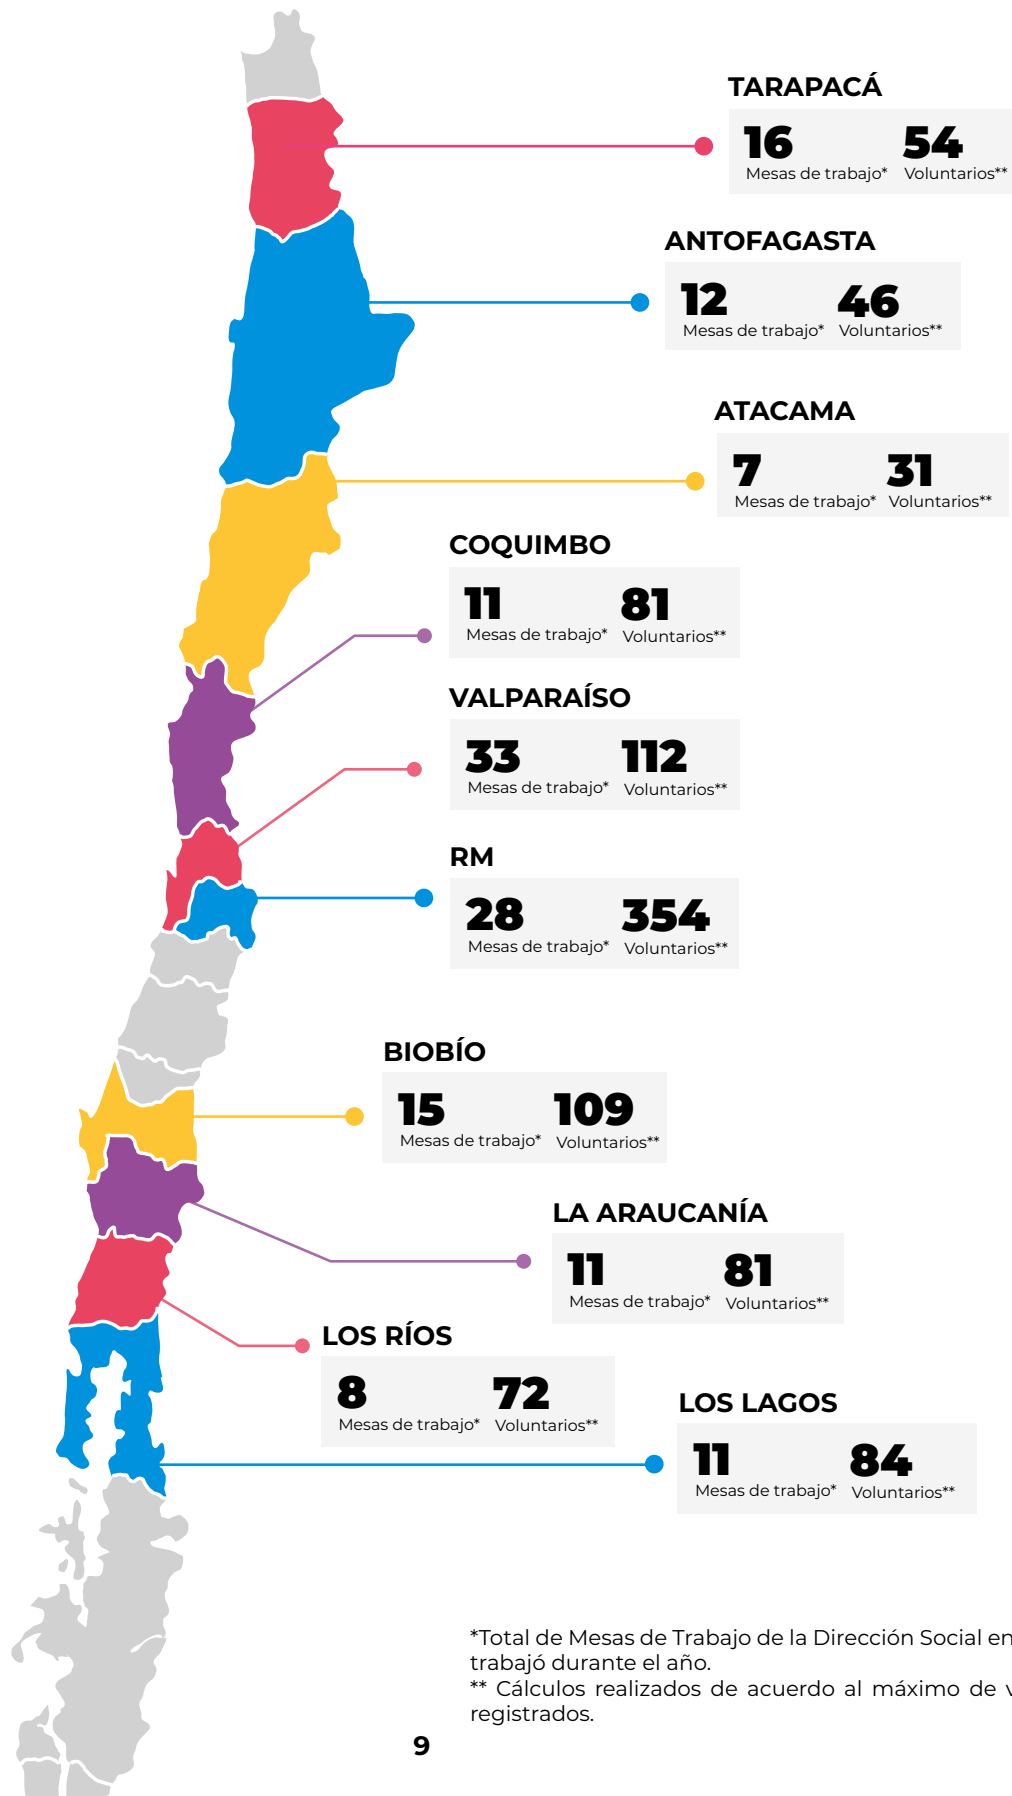 TARAPACÁ
16 54
Mesas de trabajo* Voluntarios**
ANTOFAGASTA
12 46
Mesas de trabajo* Voluntarios**
ATACAMA
7 31
Mesas de trabajo* Voluntarios**
COQUIMBO
11 81
Mesas de trabajo* Voluntarios**
VALPARAÍSO
33 112
Mesas de trabajo* Voluntarios**
RM
28 354
Mesas de trabajo* Voluntarios**
BIOBÍO
15 109
Mesas de trabajo* Voluntarios**
LA ARAUCANÍA
11 81
Mesas de trabajo* Voluntarios**
LOS RÍOS
8 72
Mesas de trabajo* Voluntarios**
LOS LAGOS
11 84
Mesas de trabajo* Voluntarios**
*Total de Mesas de Trabajo de la Dirección Social en
trabajó durante el año.
** Cálculos realizados de acuerdo al máximo de
registrados.
9